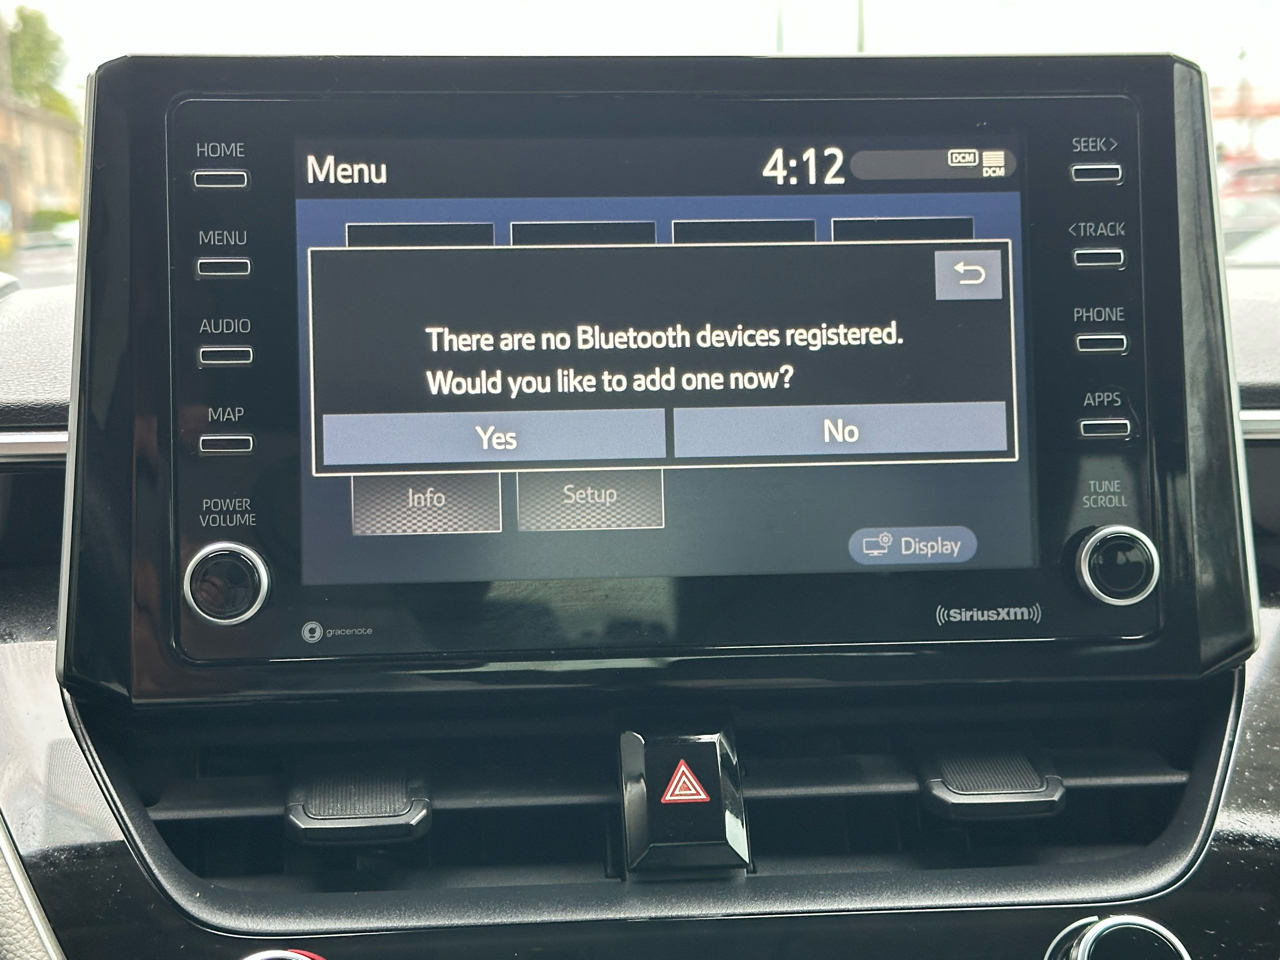 HOME
MENU
AUDIO
MAP
POWER
VOLUME
Menu
4:12
DCM
DCM
There are no Bluetooth devices registered.
Would you like to add one now?
Yes
No
Info
Setup
Display
gracenote
SiriusXM
SEEK>
<TRACK
PHONE
APPS
TUNE
SCROLL